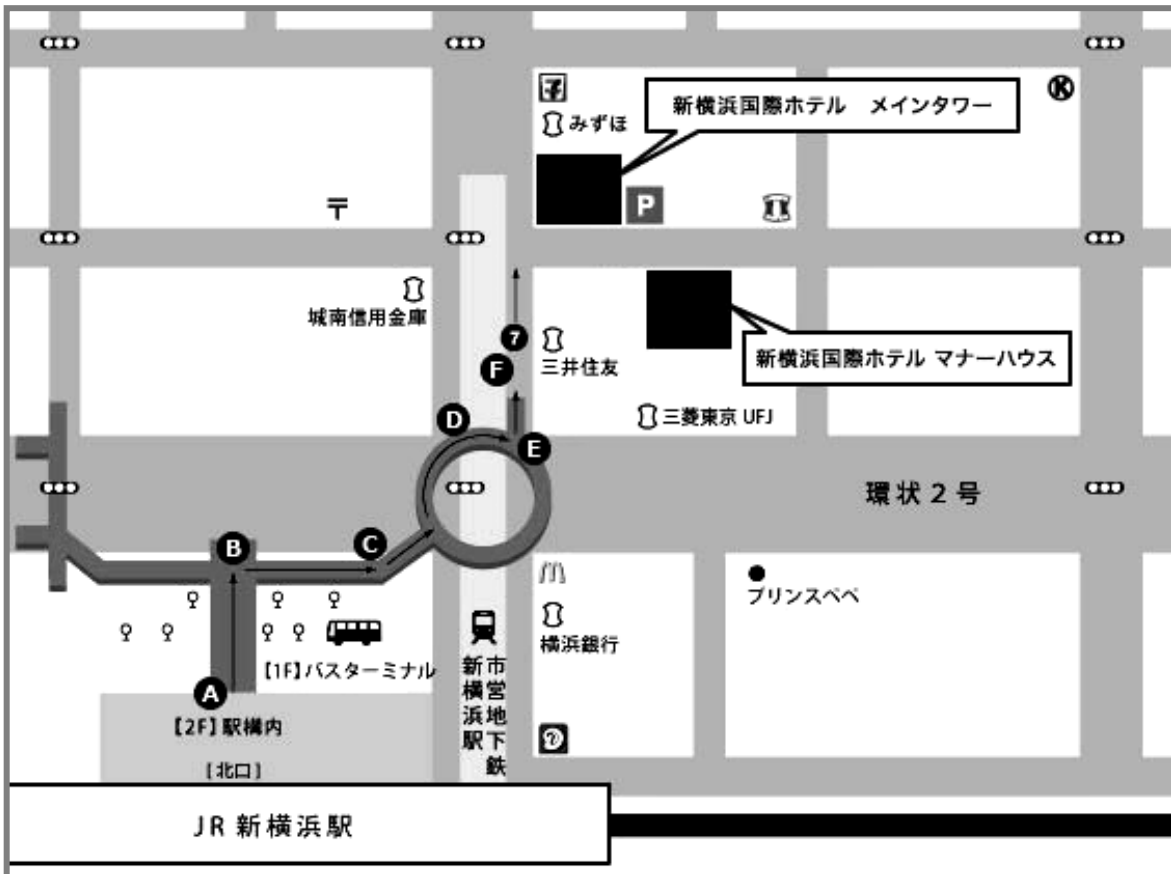 新横浜国際ホテル　メインタワー
みずほ
P
〒
城南信用金庫
7
F
三井住友
新横浜国際ホテル マナーハウス
三菱東京 UFJ
D
E
環状2号
B
C
プリンスペペ
横浜銀行
市営地下鉄
新横浜駅
【1F】バスターミナル
A
【2F】駅構内
［北口］
JR 新横浜駅
K
7